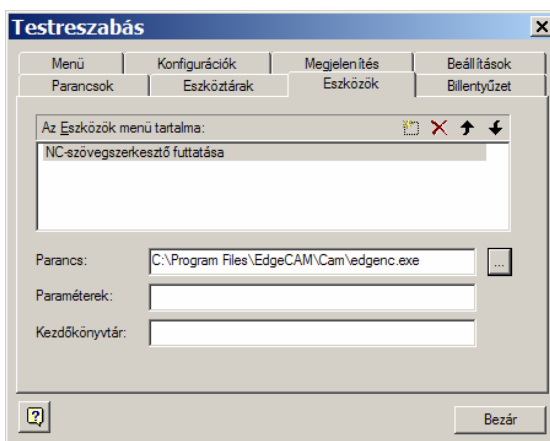 Testreszabás
Menü Konfigurációk Megjelenítés Beállítások
Parancsok Eszköztárak Eszközök Billentyűzet
Az Eszközök menü tartalma:
NC-szövegszerkesztő futtatása
Parancs: C:\Program Files\EdgeCAM\Cam\edgenc.exe ...
Paraméterek:
Kezdőkönyvtár:
Bezár